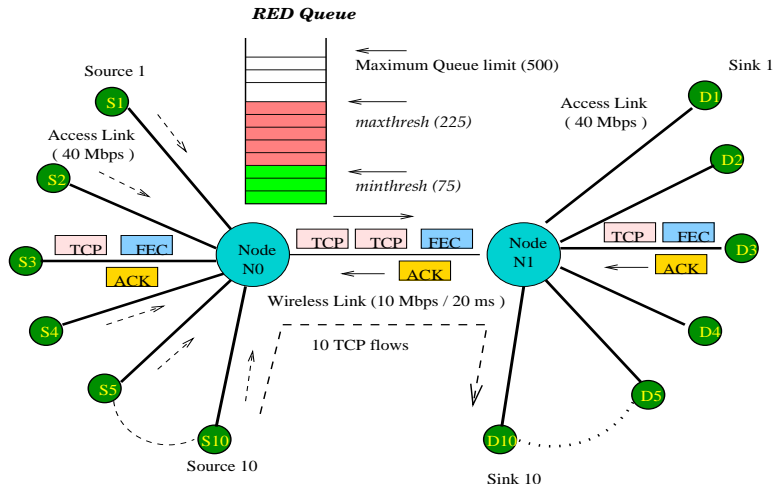 RED Queue
Source 1
Maximum Queue limit (500)
Sink 1
S1
D1
Access Link
( 40 Mbps )
maxthresh (225)
Access Link
( 40 Mbps )
S2
minthresh (75)
D2
TCP
FEC
Node
N0
TCP
TCP
FEC
Node
N1
TCP
FEC
S3
D3
ACK
ACK
ACK
Wireless Link (10 Mbps / 20 ms )
S4
10 TCP flows
D4
S5
D5
S10
D10
Source 10
Sink 10